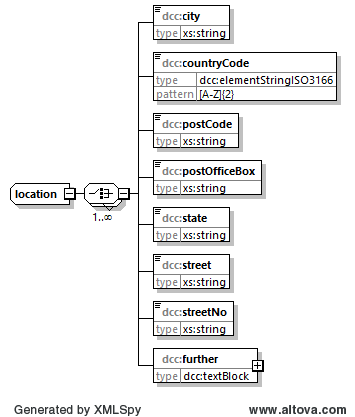 dcc:city
type xs:string
dcc:countryCode
type dcc:elementStringISO3166
pattern [A-Z]{2}
dcc:postCode
type xs:string
dcc:postOfficeBox
type xs:string
location
1..∞
dcc:state
type xs:string
dcc:street
type xs:string
dcc:streetNo
type xs:string
dcc:further
type dcc:textBlock
Generated by XMLSpy
www.altova.com